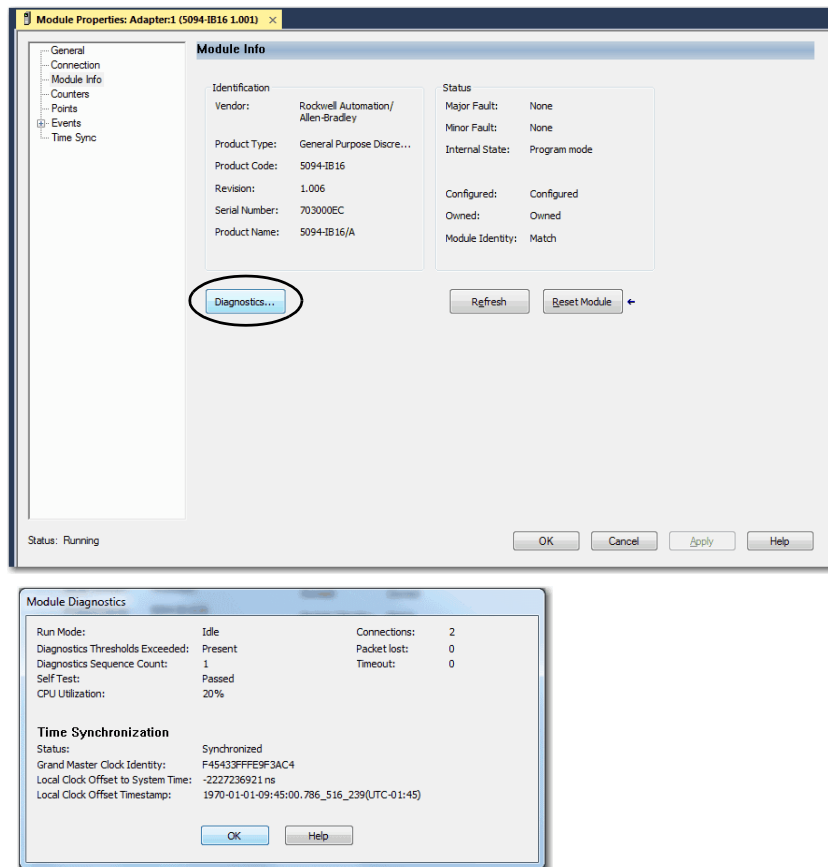 Module Properties: Adapter:1 (5094-IB16 1.001) ×
General
Connection
Module Info
Counters
Points
Events
Time Sync
Module Info
Identification
Vendor: Rockwell Automation/
Allen-Bradley
Product Type: General Purpose Discre...
Product Code: 5094-IB16
Revision: 1.006
Serial Number: 703000EC
Product Name: 5094-IB16/A
Status
Major Fault: None
Minor Fault: None
Internal State: Program mode
Configured: Configured
Owned: Owned
Module Identity: Match
Diagnostics...
Refresh
Reset Module ←
Status: Running
OK
Cancel
Apply
Help
Module Diagnostics
Run Mode: Idle
Diagnostics Thresholds Exceeded: Present
Diagnostics Sequence Count: 1
Self Test: Passed
CPU Utilization: 20%
Connections: 2
Packet lost: 0
Timeout: 0
Time Synchronization
Status: Synchronized
Grand Master Clock Identity: F45433FFFE9F3AC4
Local Clock Offset to System Time: -2227236921 ns
Local Clock Offset Timestamp: 1970-01-01-09:45:00.786_516_239(UTC-01:45)
OK
Help